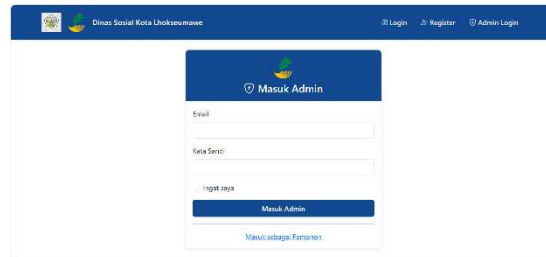 Dinas Sosial Kota Lhokseumawe
Login Register Admin Login
Masuk Admin
Email
Kata Sandi
Ingat saya
Masuk Admin
Masuk sebagai Pemohon